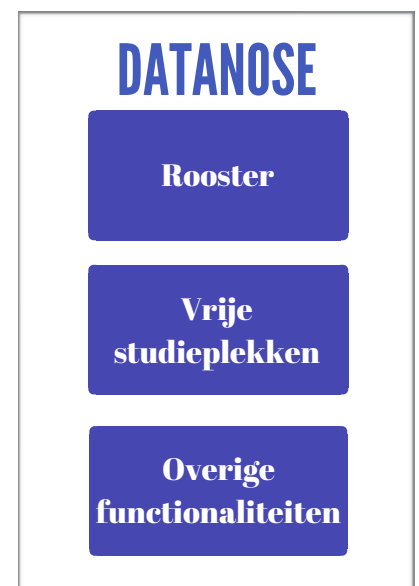 DATANOSE
Rooster
Vrije
studieplekken
Overige
functionaliteiten